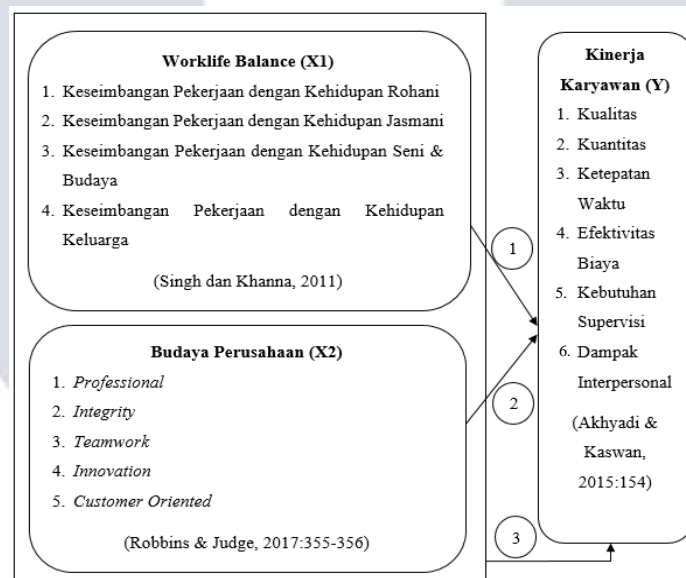 Worklife Balance (X1)
1. Keseimbangan Pekerjaan dengan Kehidupan Rohani
2. Keseimbangan Pekerjaan dengan Kehidupan Jasmani
3. Keseimbangan Pekerjaan dengan Kehidupan Seni &
Budaya
4. Keseimbangan Pekerjaan dengan Kehidupan
Keluarga
(Singh dan Khanna, 2011)
Budaya Perusahaan (X2)
1. Professional
2. Integrity
3. Teamwork
4. Innovation
5. Customer Oriented
(Robbins & Judge, 2017:355-356)
1
2
3
Kinerja
Karyawan (Y)
1. Kualitas
2. Kuantitas
3. Ketepatan
Waktu
4. Efektivitas
Biaya
5. Kebutuhan
Supervisi
6. Dampak
Interpersonal
(Akhyadi &
Kaswan,
2015:154)